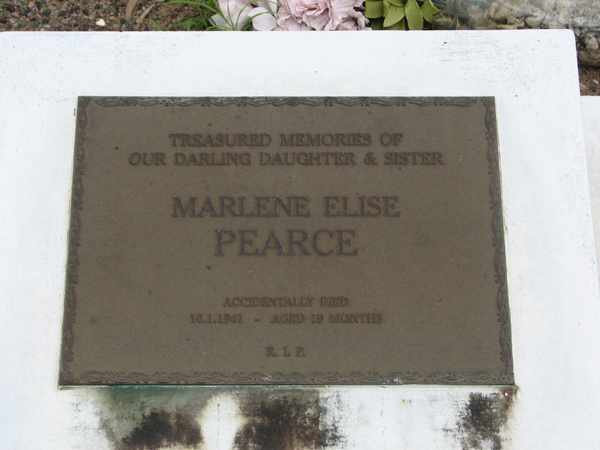 TREASURED MEMORIES OF
OUR DARLING DAUGHTER & SISTER
MARLENE ELISE
PEARCE
ACCIDENTALLY DIED
18.1.1941 - AGED 19 MONTHS
R. I. P.